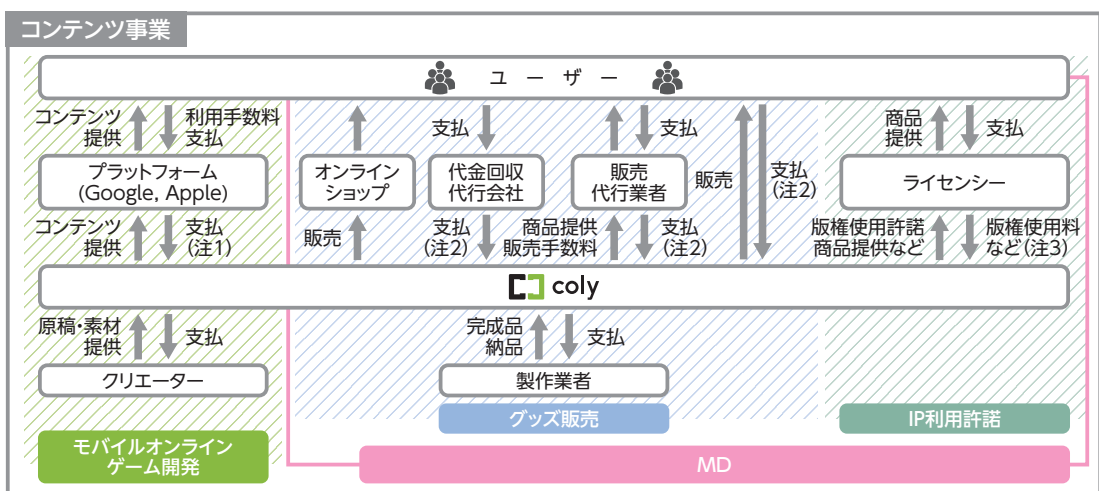 コンテンツ事業
ユーザー
コンテンツ
提供
利用手数料
支払
支払
支払
販売
支払
(注2)
商品
提供
支払
プラットフォーム
(Google, Apple)
オンライン
ショップ
代金回収
代行会社
販売
代行業者
ライセンシー
コンテンツ
提供
支払
(注1)
販売
支払
(注2)
商品提供
販売手数料
支払
(注2)
版権使用許諾
商品提供など
版権使用料
など(注3)
coly
原稿・素材
提供
支払
完成品
納品
支払
クリエーター
製作業者
グッズ販売
IP利用許諾
モバイルオンライン
ゲーム開発
MD